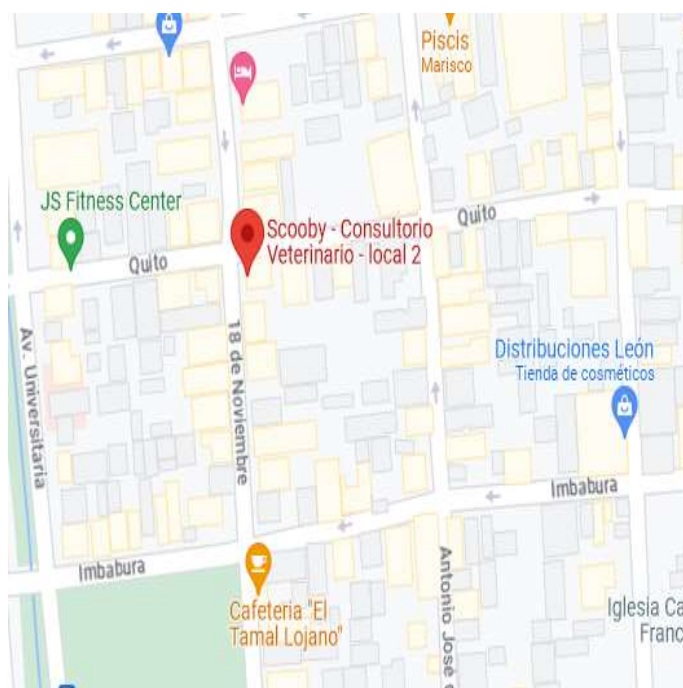 Piscis
Marisco
JS Fitness Center
Scooby - Consultorio
Veterinario - local 2
Quito
Quito
Av. Universitaria
18 de Noviembre
Distribuciones León
Tienda de cosméticos
Imbabura
Imbabura
Antonio José
Cafeteria "El
Tamal Lojano"
Iglesia Ca
Franc